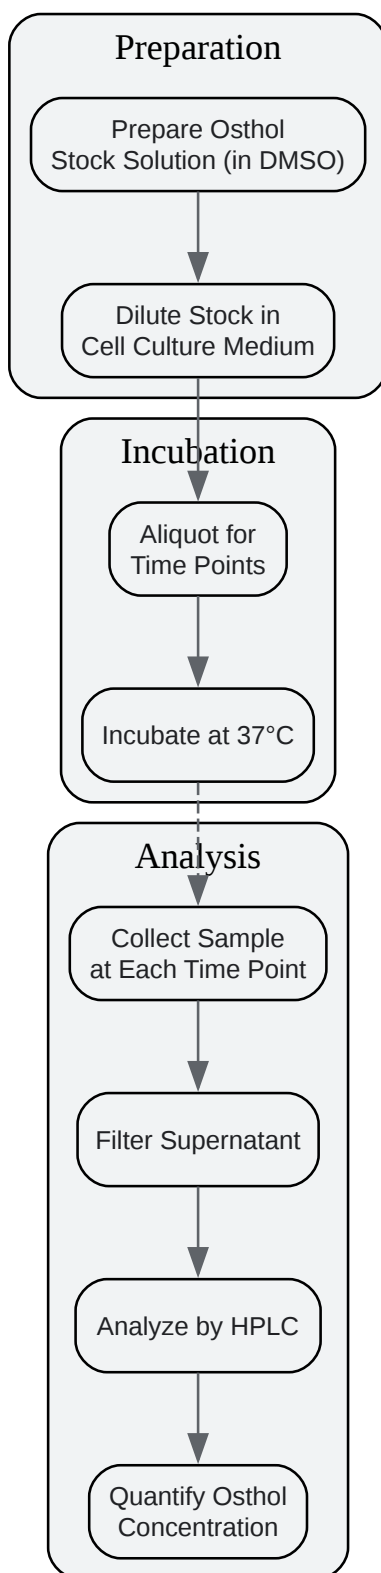 Preparation
Prepare Osthol
Stock Solution (in DMSO)
Dilute Stock in
Cell Culture Medium
Incubation
Aliquot for
Time Points
Incubate at 37°C
Analysis
Collect Sample
at Each Time Point
Filter Supernatant
Analyze by HPLC
Quantify Osthol
Concentration